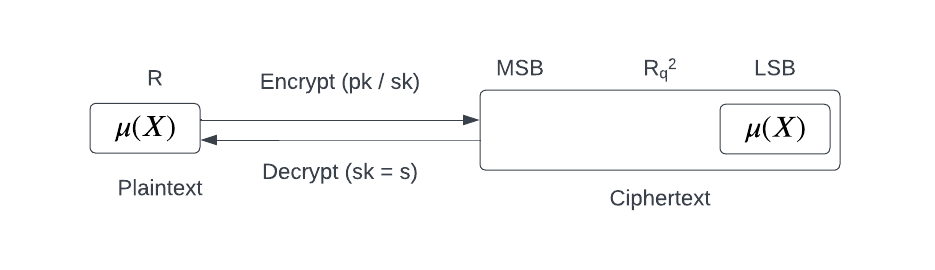 R
Encrypt (pk / sk)
MSB
R_q^2
LSB
μ(X)
μ(X)
Decrypt (sk = s)
Plaintext
Ciphertext